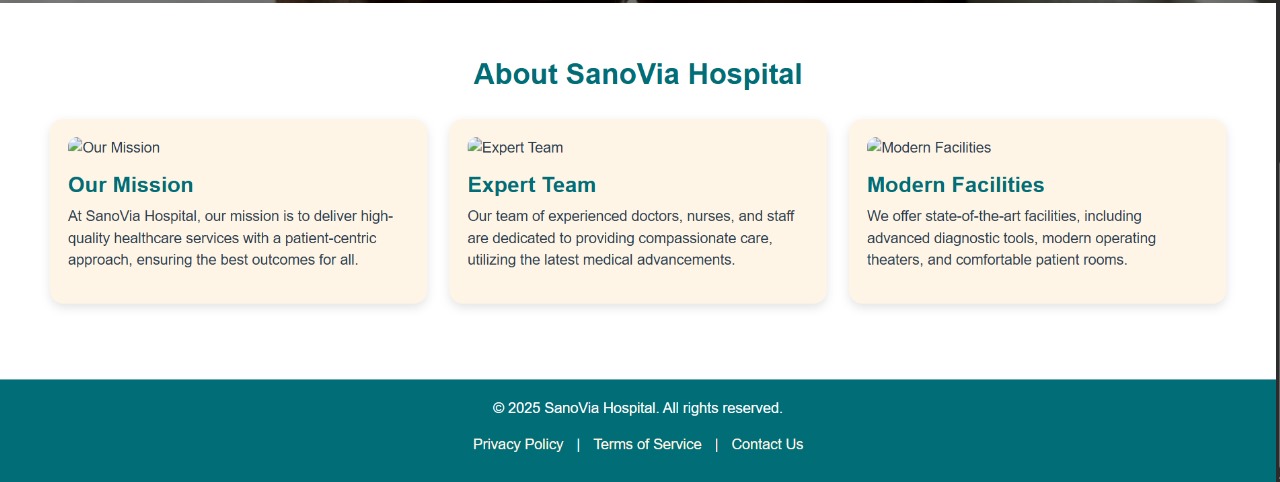 About SanoVia Hospital
Our Mission
Our Mission
At SanoVia Hospital, our mission is to deliver high-
quality healthcare services with a patient-centric
approach, ensuring the best outcomes for all.
Expert Team
Expert Team
Our team of experienced doctors, nurses, and staff
are dedicated to providing compassionate care,
utilizing the latest medical advancements.
Modern Facilities
Modern Facilities
We offer state-of-the-art facilities, including
advanced diagnostic tools, modern operating
theaters, and comfortable patient rooms.
© 2025 SanoVia Hospital. All rights reserved.
Privacy Policy | Terms of Service | Contact Us